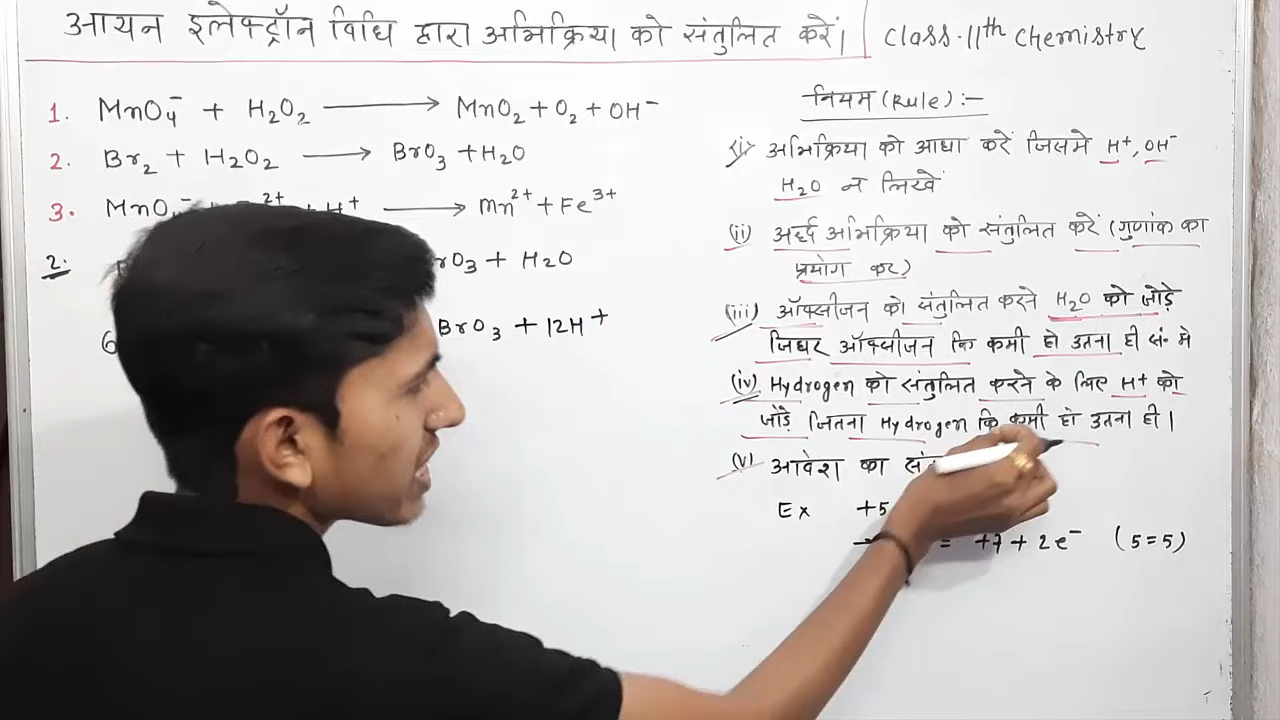 आयन इलेक्ट्रॉन विधि द्वारा अभिक्रिया को संतुलित करें। Class-11th Chemistry
1. MnO₄⁻ + H₂O₂ ⟶ MnO₂ + O₂ + OH⁻
2. Br₂ + H₂O₂ ⟶ BrO₃ + H₂O
3. MnO ²⁺ + H⁺ ⟶ Mn²⁺ + Fe³⁺
2. rO₃ + H₂O
6 BrO₃ + 12H⁺
नियम (Rule) :-
(i) अभिक्रिया को आधा करें जिसमे H⁺, OH⁻
H₂O न लिखें
(ii) अर्द्ध अभिक्रिया को संतुलित करें (गुणांक का
प्रयोग कर)
(iii) ऑक्सीजन को संतुलित करने H₂O को जोड़े
जिधर ऑक्सीजन कि कमी हो उतना ही सं॰ मे
(iv) Hydrogen को संतुलित करने के लिए H⁺ को
जोड़े जितना Hydrogen कि कमी हो उतना ही।
(v) आवेश का
Ex +5
= +7 + 2e⁻ (5=5)